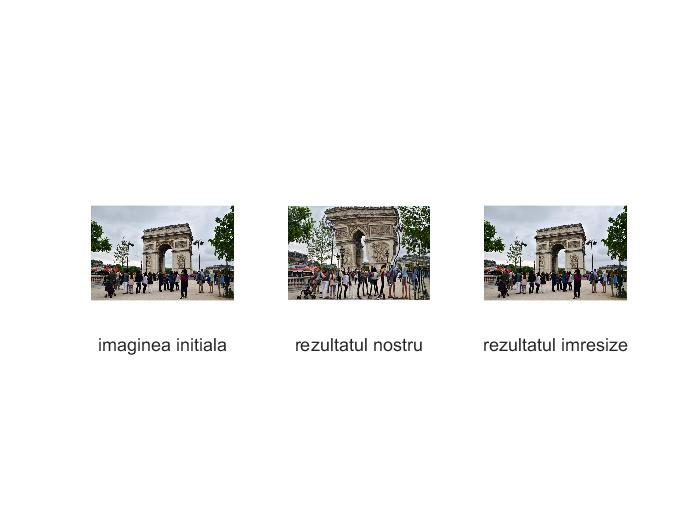 imaginea initiala
rezultatul nostru
rezultatul imresize